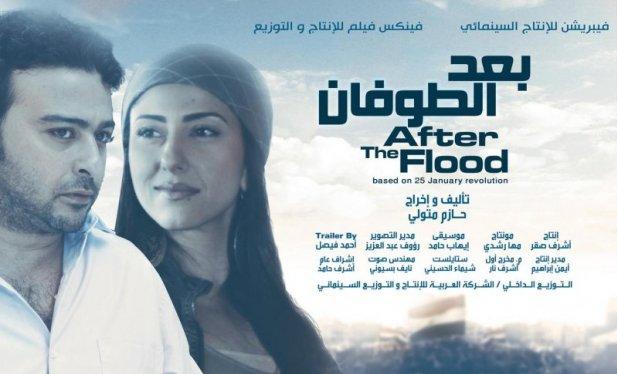 فيبريشن للإنتاج السينمائي
فينكس فيلم للإنتاج و التوزيع
بعد
الطوفان
After
The Flood
based on 25 January revolution
تأليف و إخراج
حازم متولي
إنتاج
أشرف صقر
مونتاج
مها رشدي
موسيقى
إيهاب حامد
مدير التصوير
رؤوف عبد العزيز
Trailer By
أحمد فيصل
مدير إنتاج
أيمن إبراهيم
م. مخرج أول
أشرف نار
ستايلست
شيماء الحسيني
مهندس صوت
نايف بسيوني
إشراف عام
أشرف حامد
التوزيع الداخلي / الشركة العربية للإنتاج و التوزيع السينمائي